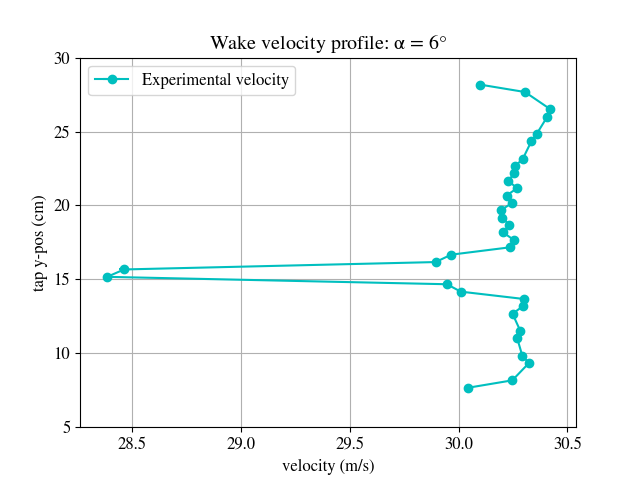 Wake velocity profile: α = 6°
Experimental velocity
tap y-pos (cm)
30
25
20
15
10
5
28.5 29.0 29.5 30.0 30.5
velocity (m/s)